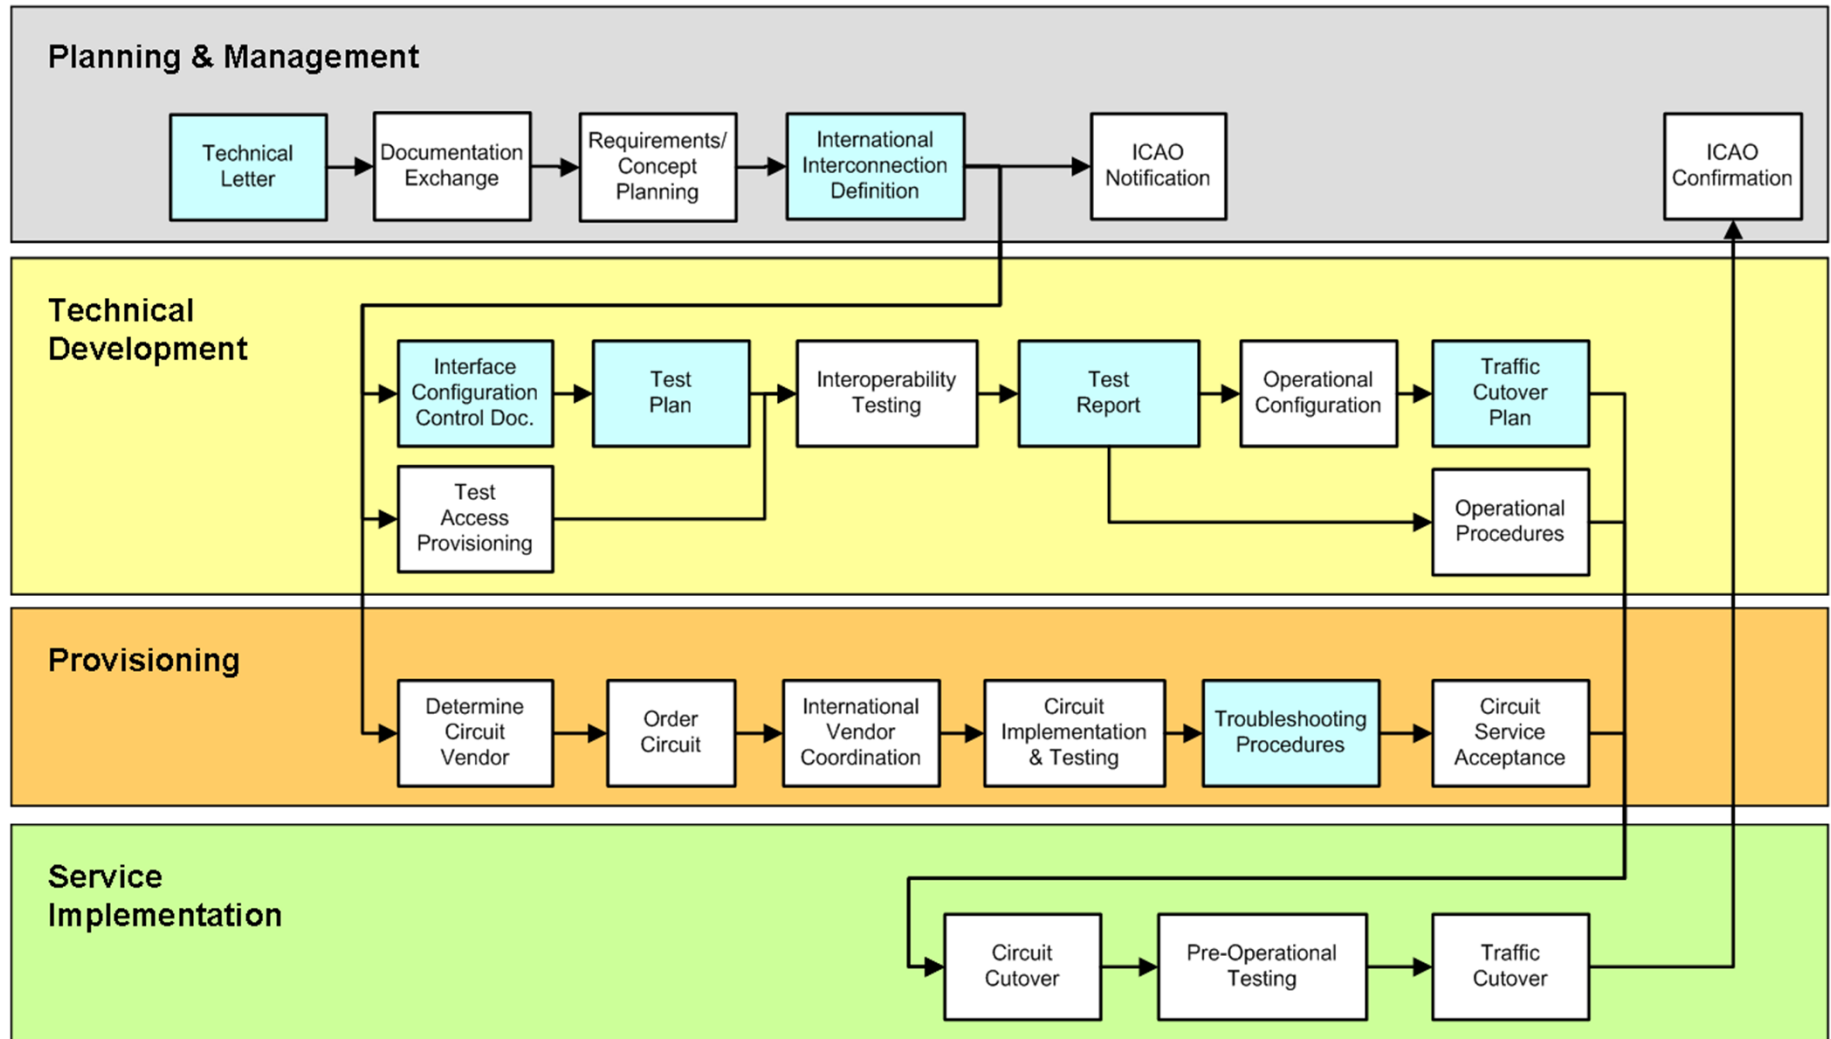 Planning & Management
Technical
Letter
Documentation
Exchange
Requirements/
Concept
Planning
International
Interconnection
Definition
ICAO
Notification
ICAO
Confirmation
Technical
Development
Interface
Configuration
Control Doc.
Test
Plan
Interoperability
Testing
Test
Report
Operational
Configuration
Traffic
Cutover
Plan
Test
Access
Provisioning
Operational
Procedures
Provisioning
Determine
Circuit
Vendor
Order
Circuit
International
Vendor
Coordination
Circuit
Implementation
& Testing
Troubleshooting
Procedures
Circuit
Service
Acceptance
Service
Implementation
Circuit
Cutover
Pre-Operational
Testing
Traffic
Cutover